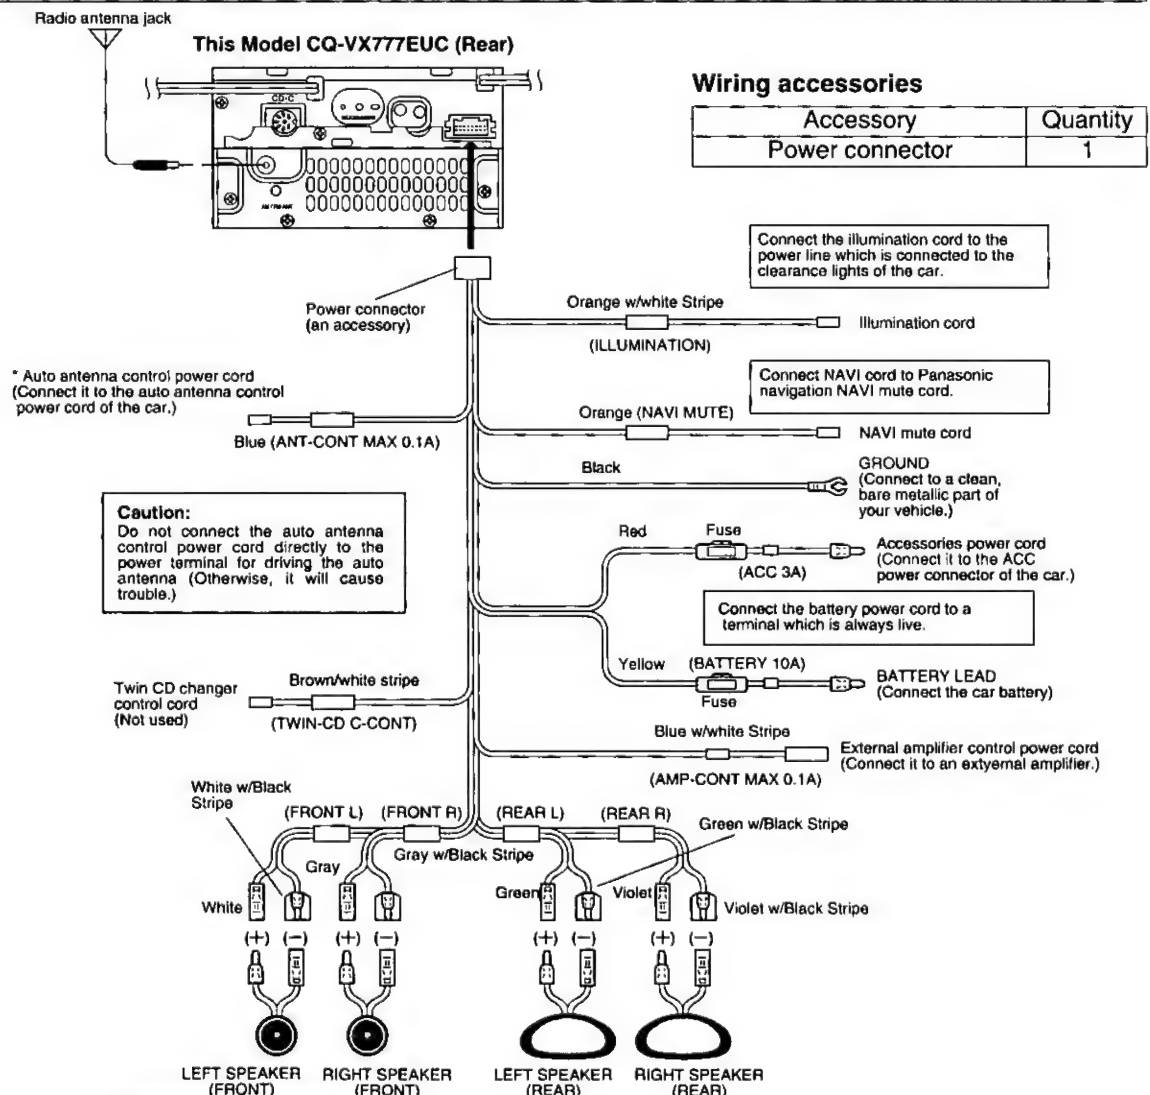 Radio antenna jack
This Model CQ-VX777EUC (Rear)
CD-C
Wiring accessories
Accessory Quantity
Power connector 1
Connect the illumination cord to the
power line which is connected to the
clearance lights of the car.
Power connector
(an accessory)
Orange w/white Stripe
(ILLUMINATION)
Illumination cord
* Auto antenna control power cord
(Connect it to the auto antenna control
power cord of the car.)
Blue (ANT-CONT MAX 0.1A)
Connect NAVI cord to Panasonic
navigation NAVI mute cord.
Orange (NAVI MUTE)
NAVI mute cord
Black
GROUND
(Connect to a clean,
bare metallic part of
your vehicle.)
Caution:
Do not connect the auto antenna
control power cord directly to the
power terminal for driving the auto
antenna (Otherwise, it will cause
trouble.)
Red
Fuse
(ACC 3A)
Accessories power cord
(Connect it to the ACC
power connector of the car.)
Connect the battery power cord to a
terminal which is always live.
Yellow
(BATTERY 10A)
Fuse
BATTERY LEAD
(Connect the car battery)
Twin CD changer
control cord
(Not used)
Brown/white stripe
(TWIN-CD C-CONT)
Blue w/white Stripe
(AMP-CONT MAX 0.1A)
External amplifier control power cord
(Connect it to an extyernal amplifier.)
White w/Black
Stripe
(FRONT L)
(FRONT R)
(REAR L)
(REAR R)
Green w/Black Stripe
Gray
Gray w/Black Stripe
White
Green
Violet
Violet w/Black Stripe
(+) (−) (+) (−) (+) (−) (+) (−)
LEFT SPEAKER
(FRONT)
RIGHT SPEAKER
(FRONT)
LEFT SPEAKER
(REAR)
RIGHT SPEAKER
(REAR)